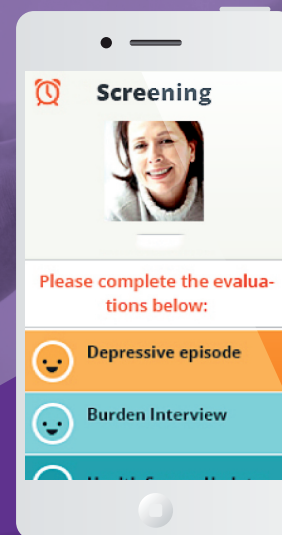 Screening
Please complete the evalua-
tions below:
Depressive episode
Burden Interview